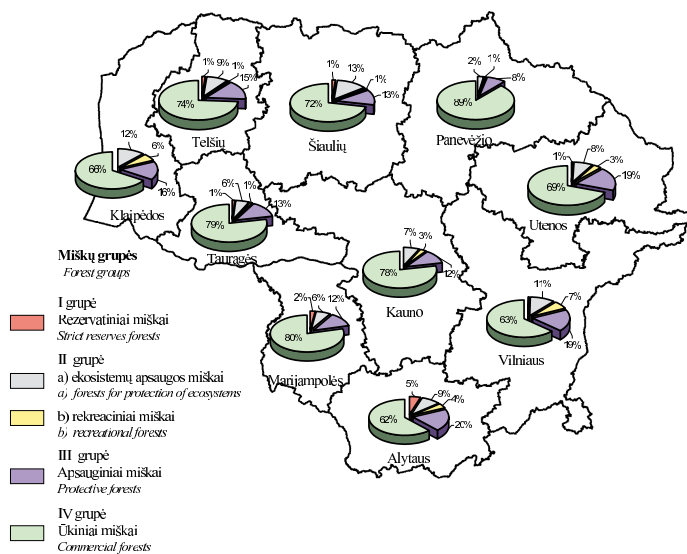 1%
9%
1%
15%
74%
Telšių
1%
13%
1%
13%
72%
Šiaulių
2%
1%
8%
89%
Panevėžio
12%
6%
16%
66%
Klaipėdos
1%
6%
1%
13%
79%
Tauragės
1%
8%
3%
19%
69%
Utenos
7%
3%
12%
78%
Kauno
2%
6%
12%
80%
Marijampolės
11%
7%
19%
63%
Vilniaus
5%
9%
4%
20%
62%
Alytaus
Miškų grupės
Forest groups
I grupė
Rezervatiniai miškai
Strict reserves forests
II grupė
a) ekosistemų apsaugos miškai
a) forests for protection of ecosystems
b) rekreaciniai miškai
b) recreational forests
III grupė
Apsauginiai miškai
Protective forests
IV grupė
Ūkiniai miškai
Commercial forests